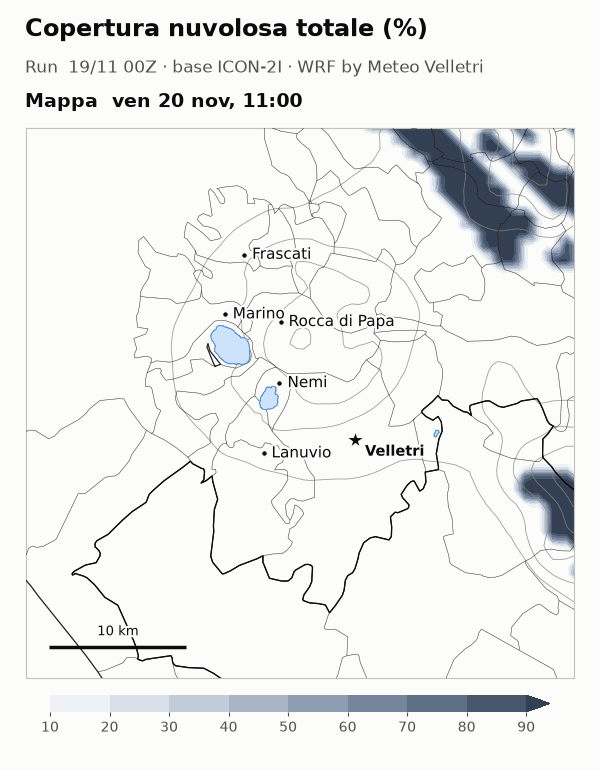 Copertura nuvolosa totale (%)
Run  19/11 00Z · base ICON-2I · WRF by Meteo Velletri
Mappa  ven 20 nov, 11:00
Frascati
Marino
Rocca di Papa
Nemi
Velletri
Lanuvio
10 km
10 20 30 40 50 60 70 80 90